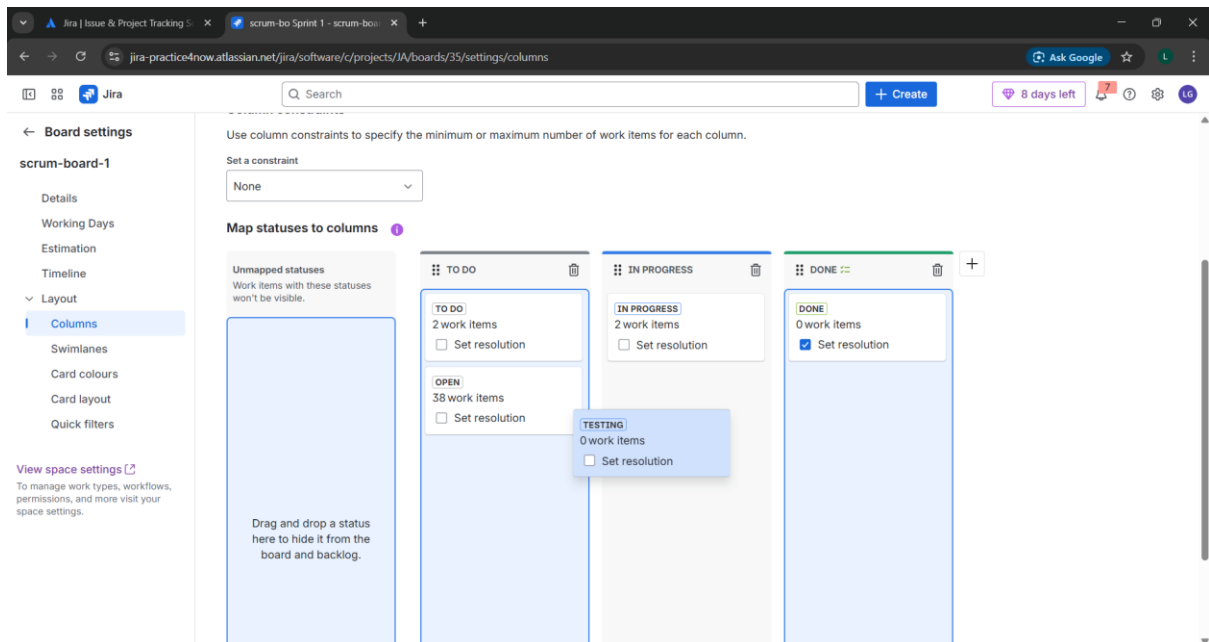 Jira | Issue & Project Tracking S
scrum-bo Sprint 1 - scrum-boa
jira-practice4now.atlassian.net/jira/software/c/projects/JA/boards/35/settings/columns
Ask Google
L
Jira
Search
+ Create
8 days left
7
LG
Board settings
scrum-board-1
Details
Working Days
Estimation
Timeline
Layout
Columns
Swimlanes
Card colours
Card layout
Quick filters
View space settings
To manage work types, workflows,
permissions, and more visit your
space settings.
Column constraints
Use column constraints to specify the minimum or maximum number of work items for each column.
Set a constraint
None
Map statuses to columns
Unmapped statuses
Work items with these statuses
won't be visible.
Drag and drop a status
here to hide it from the
board and backlog.
TO DO
TO DO
2 work items
Set resolution
OPEN
38 work items
Set resolution
IN PROGRESS
IN PROGRESS
2 work items
Set resolution
TESTING
0 work items
Set resolution
DONE
DONE
0 work items
Set resolution